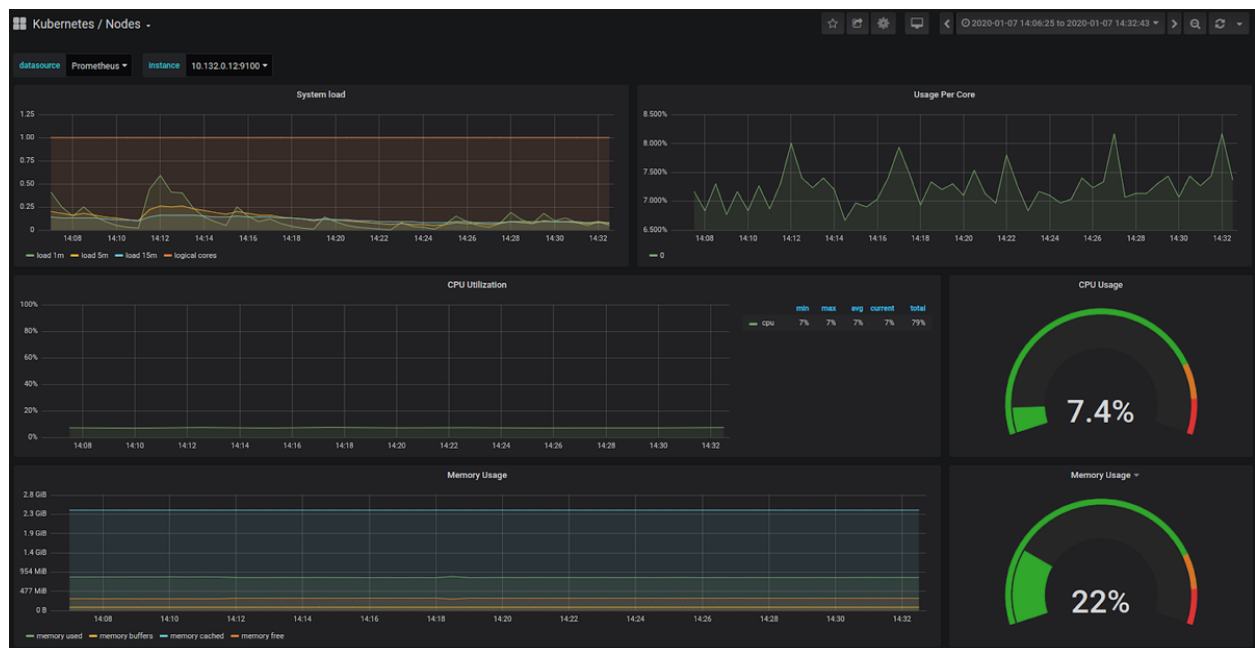 Kubernetes / Nodes
2020-01-07 14:06:25 to 2020-01-07 14:32:43
datasource Prometheus instance 10.132.0.12:9100
System load
1.25
1.00
0.75
0.50
0.25
0
14:08 14:10 14:12 14:14 14:16 14:18 14:20 14:22 14:24 14:26 14:28 14:30 14:32
load 1m load 5m load 15m logical cores
Usage Per Core
8.500%
8.000%
7.500%
7.000%
6.500%
14:08 14:10 14:12 14:14 14:16 14:18 14:20 14:22 14:24 14:26 14:28 14:30 14:32
0
CPU Utilization
100%
80%
60%
40%
20%
0%
14:08 14:10 14:12 14:14 14:16 14:18 14:20 14:22 14:24 14:26 14:28 14:30 14:32
min max avg current total
cpu 7% 7% 7% 7% 79%
CPU Usage
7.4%
Memory Usage
2.8 GiB
2.3 GiB
1.9 GiB
1.4 GiB
954 MiB
477 MiB
0 B
14:08 14:10 14:12 14:14 14:16 14:18 14:20 14:22 14:24 14:26 14:28 14:30 14:32
memory used memory buffers memory cached memory free
Memory Usage
22%